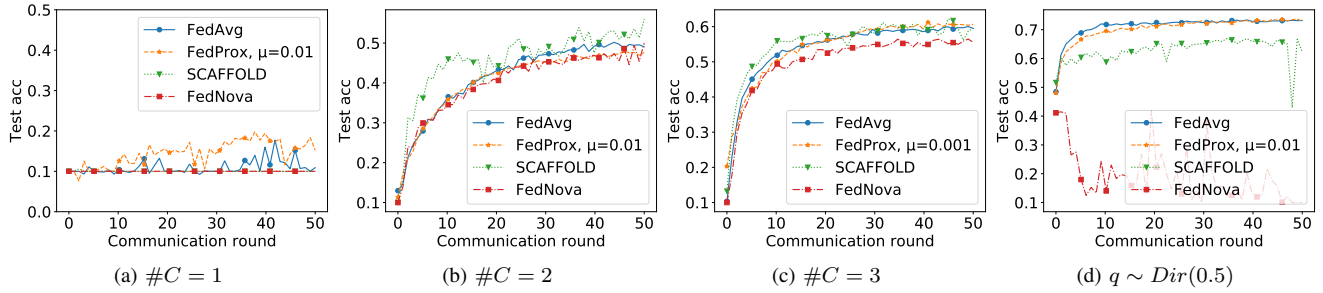 0.5
0.4
0.3
0.2
0.1
0.0
Test acc
FedAvg
FedProx, μ=0.01
SCAFFOLD
FedNova
0 10 20 30 40 50
Communication round
(a) #C = 1
0.5
0.4
0.3
0.2
0.1
Test acc
FedAvg
FedProx, μ=0.01
SCAFFOLD
FedNova
0 10 20 30 40 50
Communication round
(b) #C = 2
0.6
0.5
0.4
0.3
0.2
0.1
Test acc
FedAvg
FedProx, μ=0.001
SCAFFOLD
FedNova
0 10 20 30 40 50
Communication round
(c) #C = 3
0.7
0.6
0.5
0.4
0.3
0.2
0.1
Test acc
FedAvg
FedProx, μ=0.01
SCAFFOLD
FedNova
0 10 20 30 40 50
Communication round
(d) q ∼ Dir(0.5)